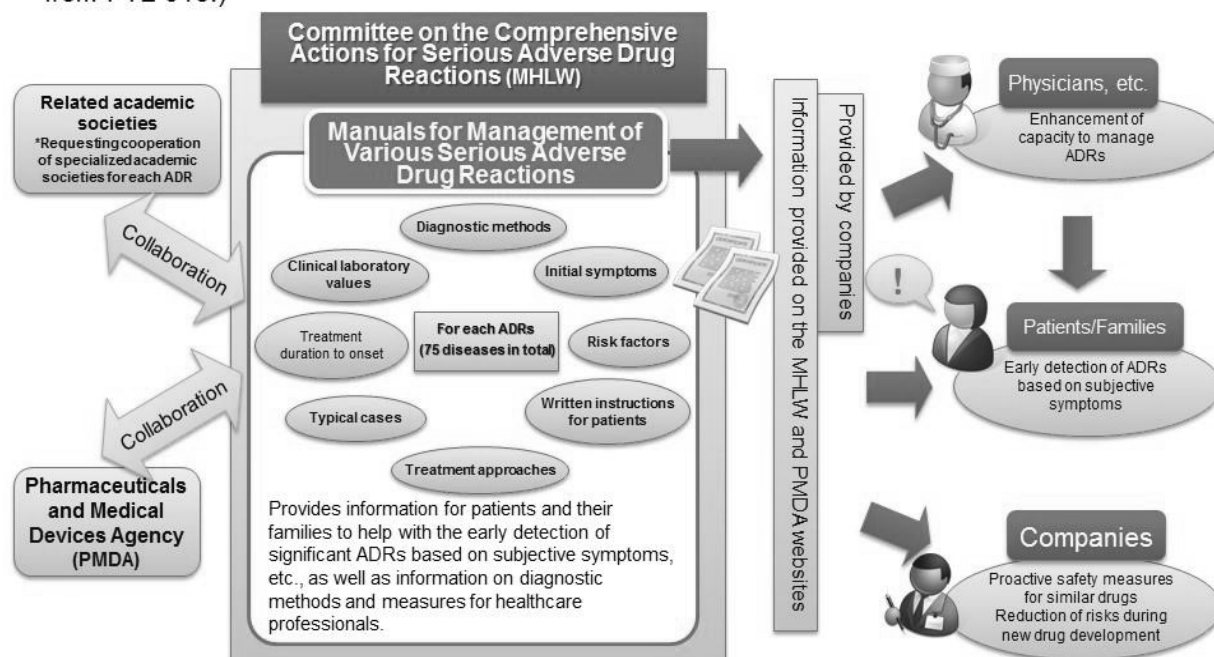 Committee on the Comprehensive
Actions for Serious Adverse Drug
Reactions (MHLW)
Related academic
societies
*Requesting cooperation
of specialized academic
societies for each ADR
Collaboration
Collaboration
Pharmaceuticals
and Medical
Devices Agency
(PMDA)
Manuals for Management of
Various Serious Adverse
Drug Reactions
Diagnostic methods
Clinical laboratory
values
Initial symptoms
Treatment
duration to onset
For each ADRs
(75 diseases in total)
Risk factors
Typical cases
Written instructions
for patients
Treatment approaches
Provides information for patients and their
families to help with the early detection of
significant ADRs based on subjective symptoms,
etc., as well as information on diagnostic
methods and measures for healthcare
professionals.
Information provided on the MHLW and PMDA websites
Provided by companies
Physicians, etc.
Enhancement of
capacity to manage
ADRs
!
Patients/Families
Early detection of ADRs
based on subjective
symptoms
Companies
Proactive safety measures
for similar drugs
Reduction of risks during
new drug development